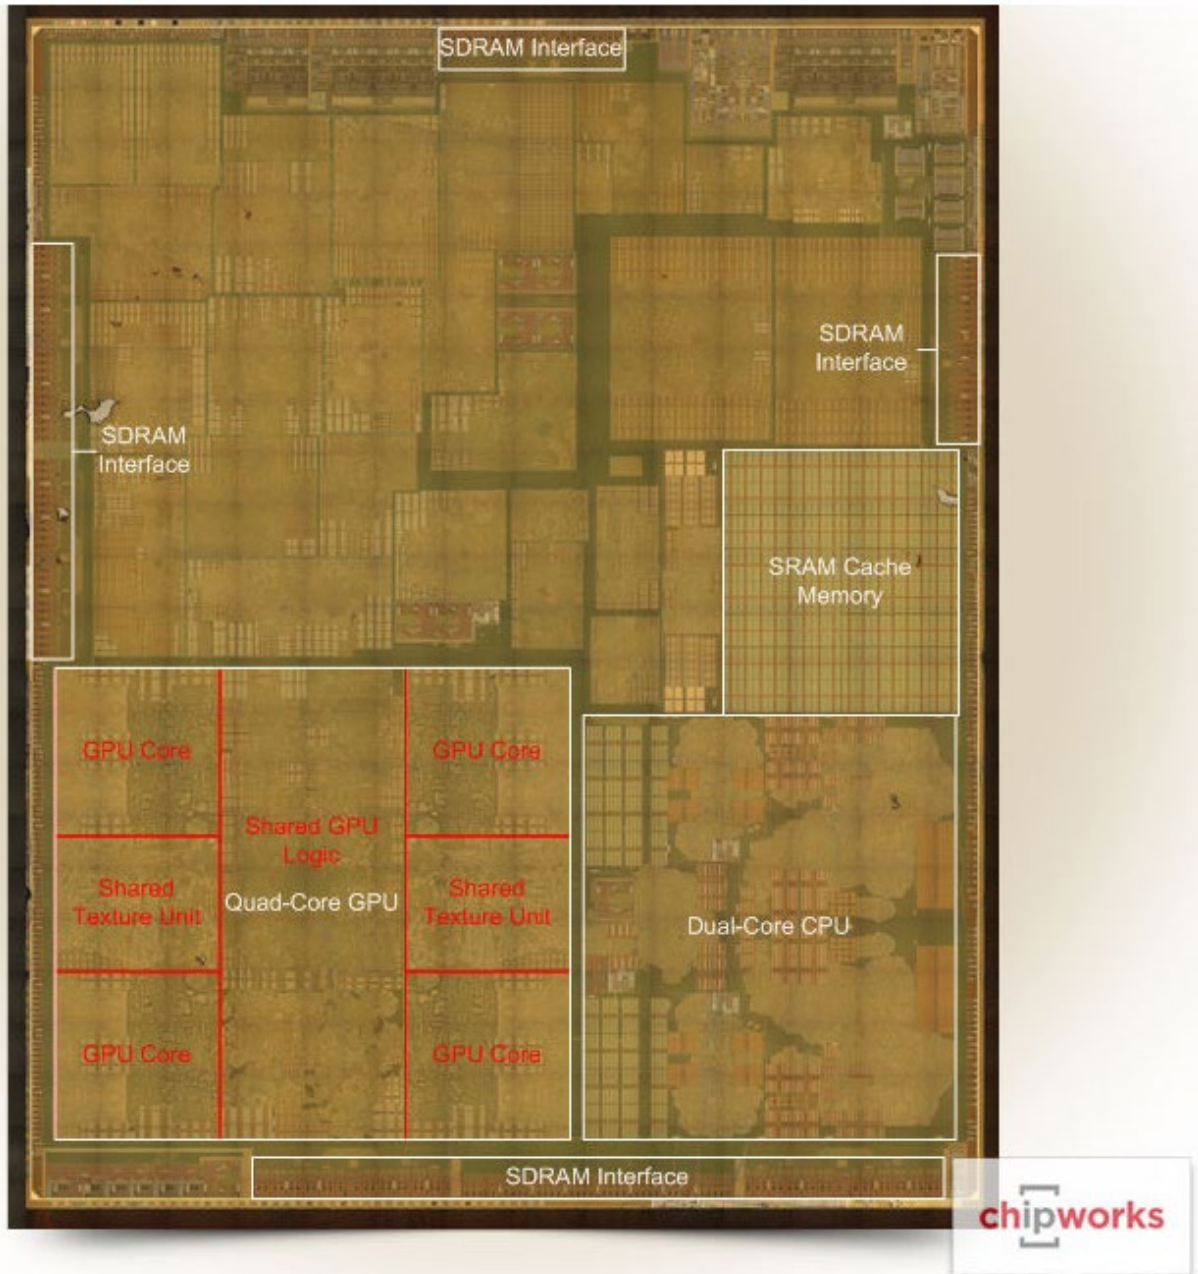 SDRAM Interface
SDRAM
Interface
SDRAM
Interface
SRAM Cache
Memory
GPU Core
GPU Core
Shared GPU
Logic
Quad-Core GPU
Shared
Texture Unit
Shared
Texture Unit
Dual-Core CPU
GPU Core
GPU Core
SDRAM Interface
chipworks